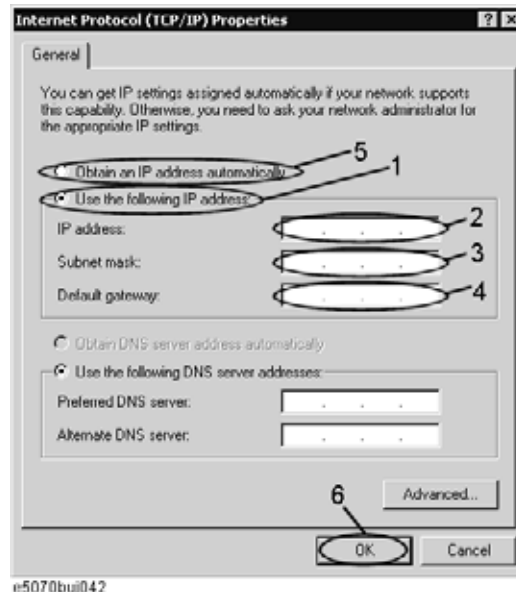 Internet Protocol (TCP/IP) Properties
General
You can get IP settings assigned automatically if your network supports
this capability. Otherwise, you need to ask your network administrator for
the appropriate IP settings.
5
Obtain an IP address automatically
1
Use the following IP address:
IP address:
2
Subnet mask:
3
Default gateway:
4
Obtain DNS server address automatically
Use the following DNS server addresses:
Preferred DNS server:
Alternate DNS server:
6
Advanced...
OK
Cancel
e5070bui042